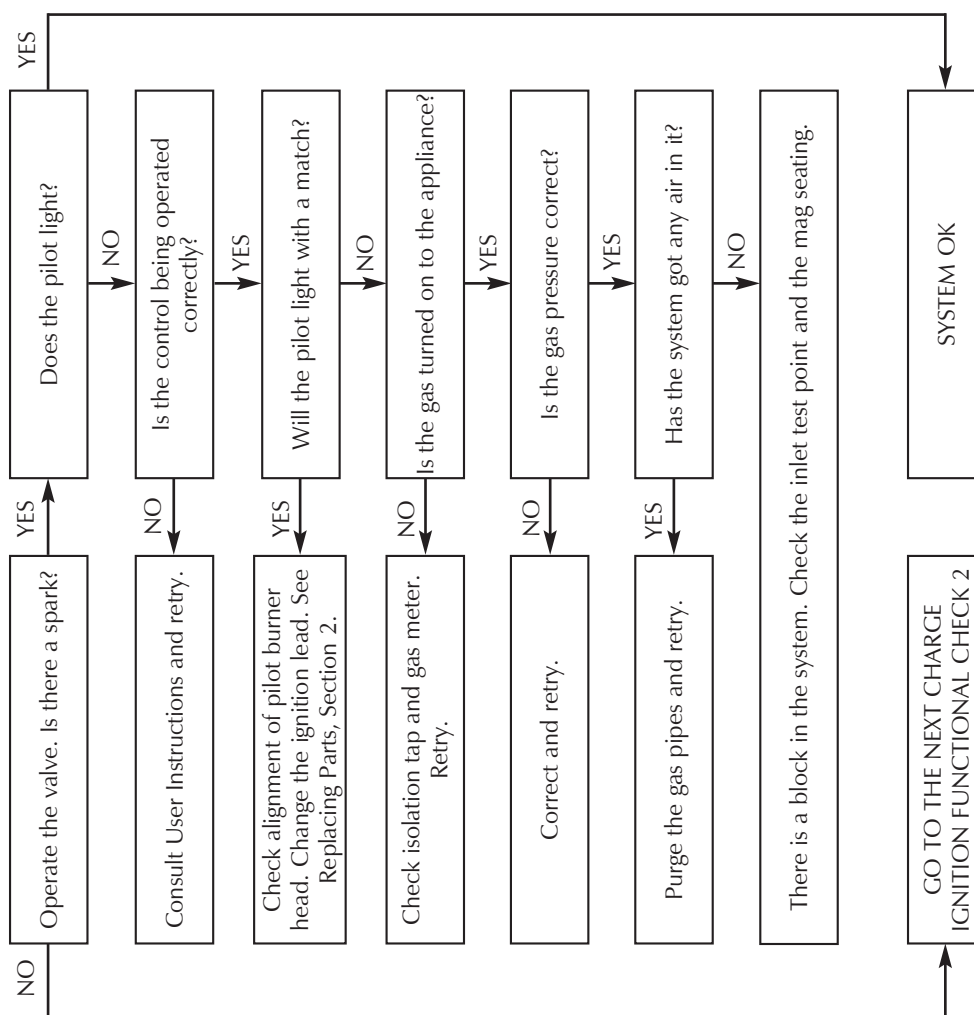 Operate the valve. Is there a spark?
YES
Does the pilot light?
YES
NO
NO
Is the control being operated
correctly?
NO
Consult User Instructions and retry.
YES
Will the pilot light with a match?
YES
Check alignment of pilot burner
head. Change the ignition lead. See
Replacing Parts, Section 2.
NO
Is the gas turned on to the appliance?
NO
Check isolation tap and gas meter.
Retry.
YES
Is the gas pressure correct?
NO
Correct and retry.
YES
Has the system got any air in it?
YES
Purge the gas pipes and retry.
NO
There is a block in the system. Check the inlet test point and the mag seating.
GO TO THE NEXT CHARGE
IGNITION FUNCTIONAL CHECK 2
SYSTEM OK